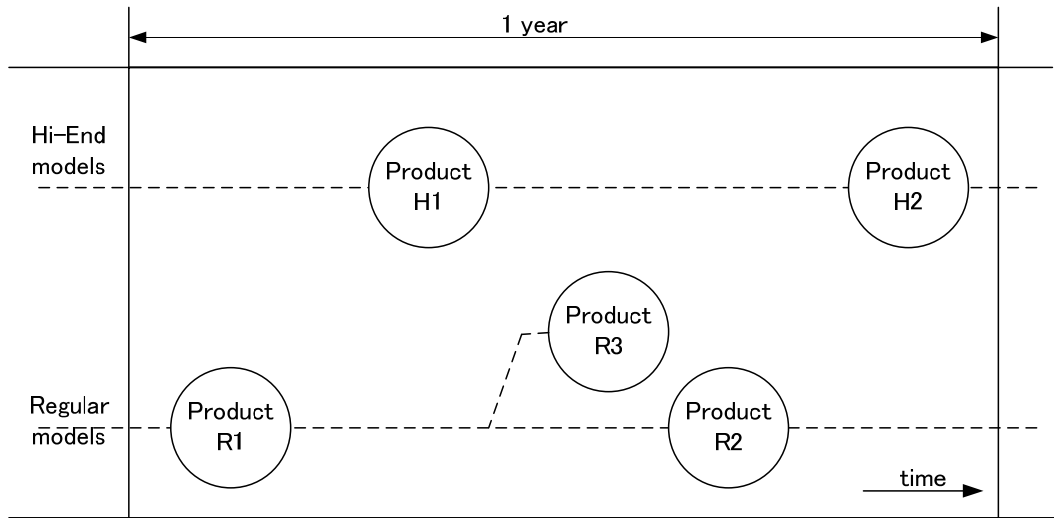 1 year
Hi-End
models
Product
H1
Product
H2
Product
R3
Regular
models
Product
R1
Product
R2
time